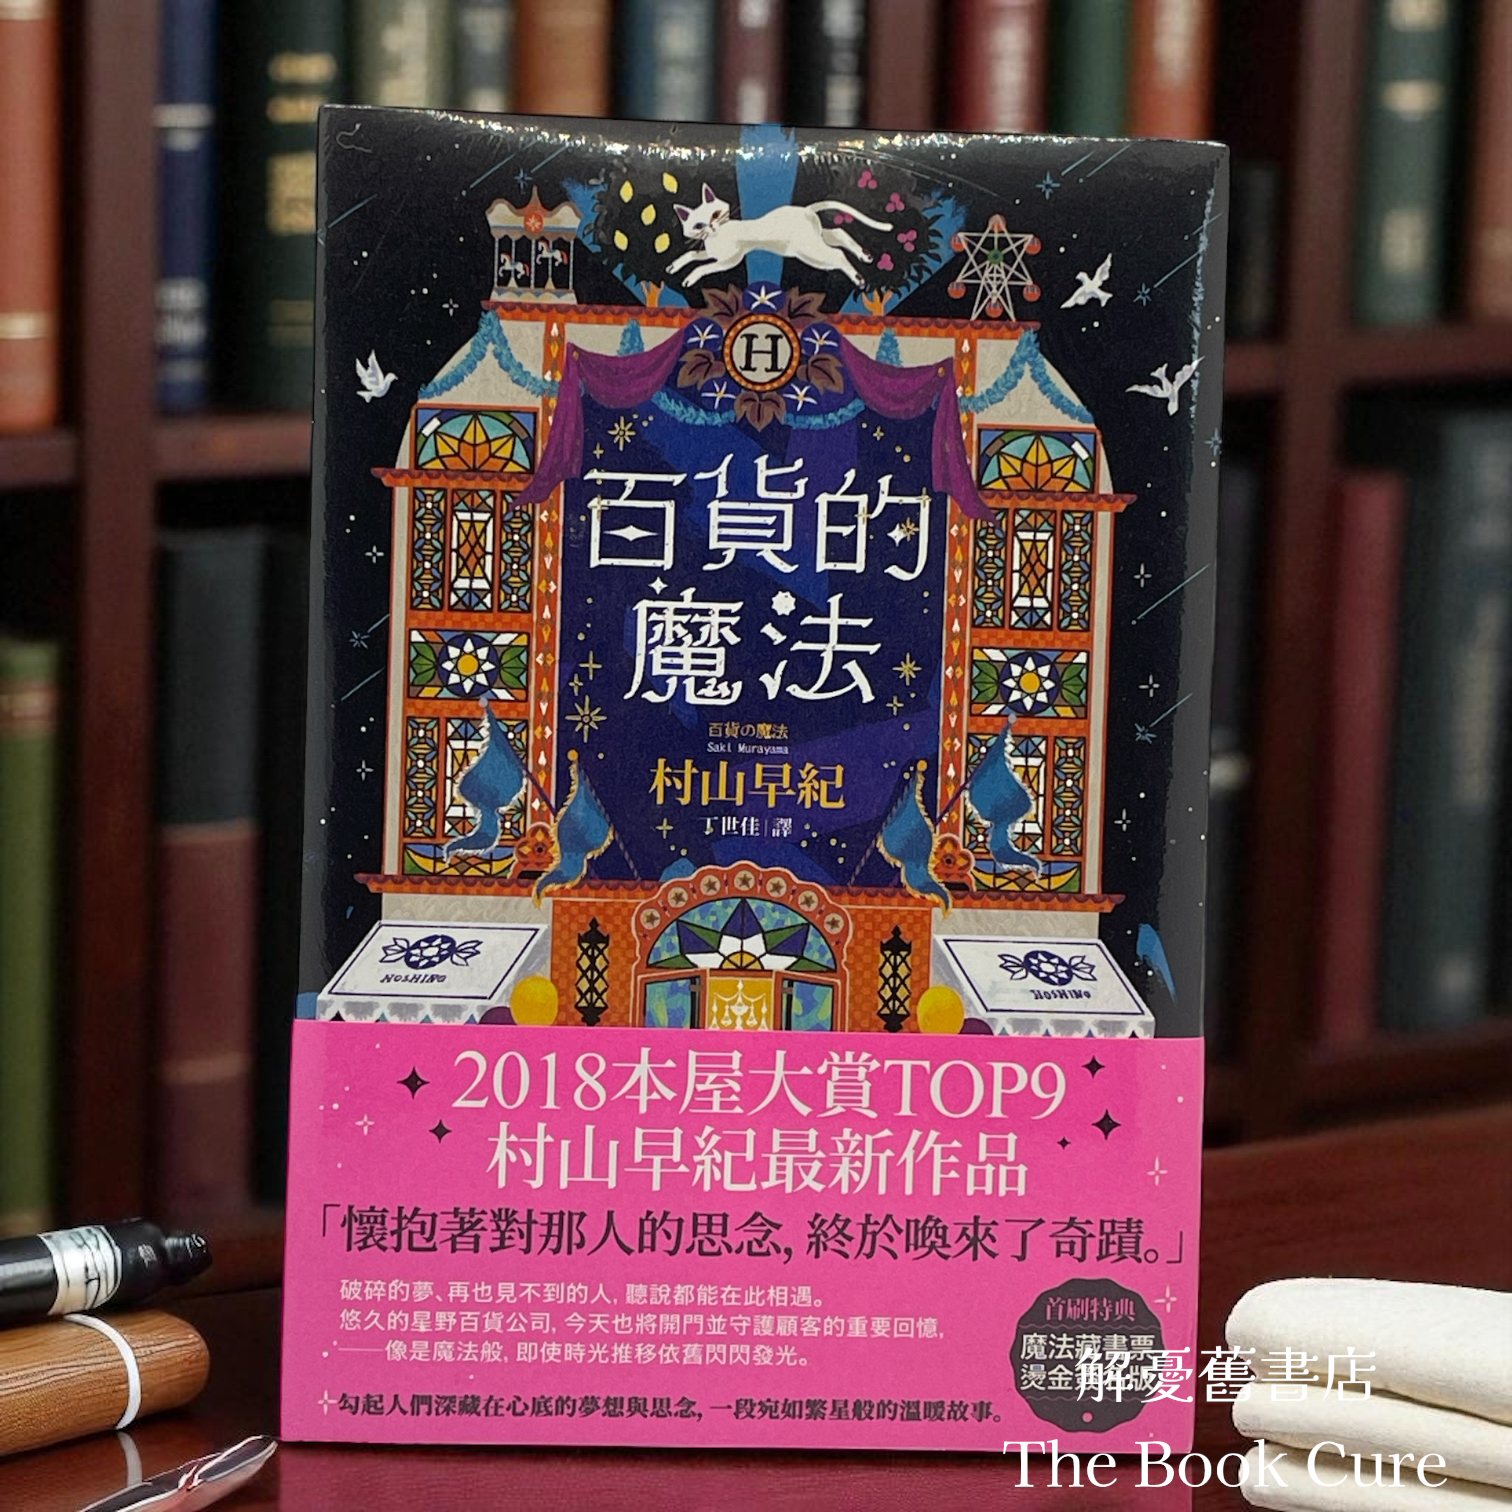 H
百貨的
魔法
百貨の魔法
Saki Murayama
村山早紀
丁世佳|譯
HOSHINO
HOSHINO
2018本屋大賞TOP9
村山早紀最新作品
「懷抱著對那人的思念,終於喚來了奇蹟。」
破碎的夢、再也見不到的人,聽說都能在此相遇。
悠久的星野百貨公司,今天也將開門並守護顧客的重要回憶,
──像是魔法般,即使時光推移依舊閃閃發光。
勾起人們深藏在心底的夢想與思念,一段宛如繁星般的溫暖故事。
首刷特典
魔法藏書票
燙金
解憂舊書店
The Book Cure